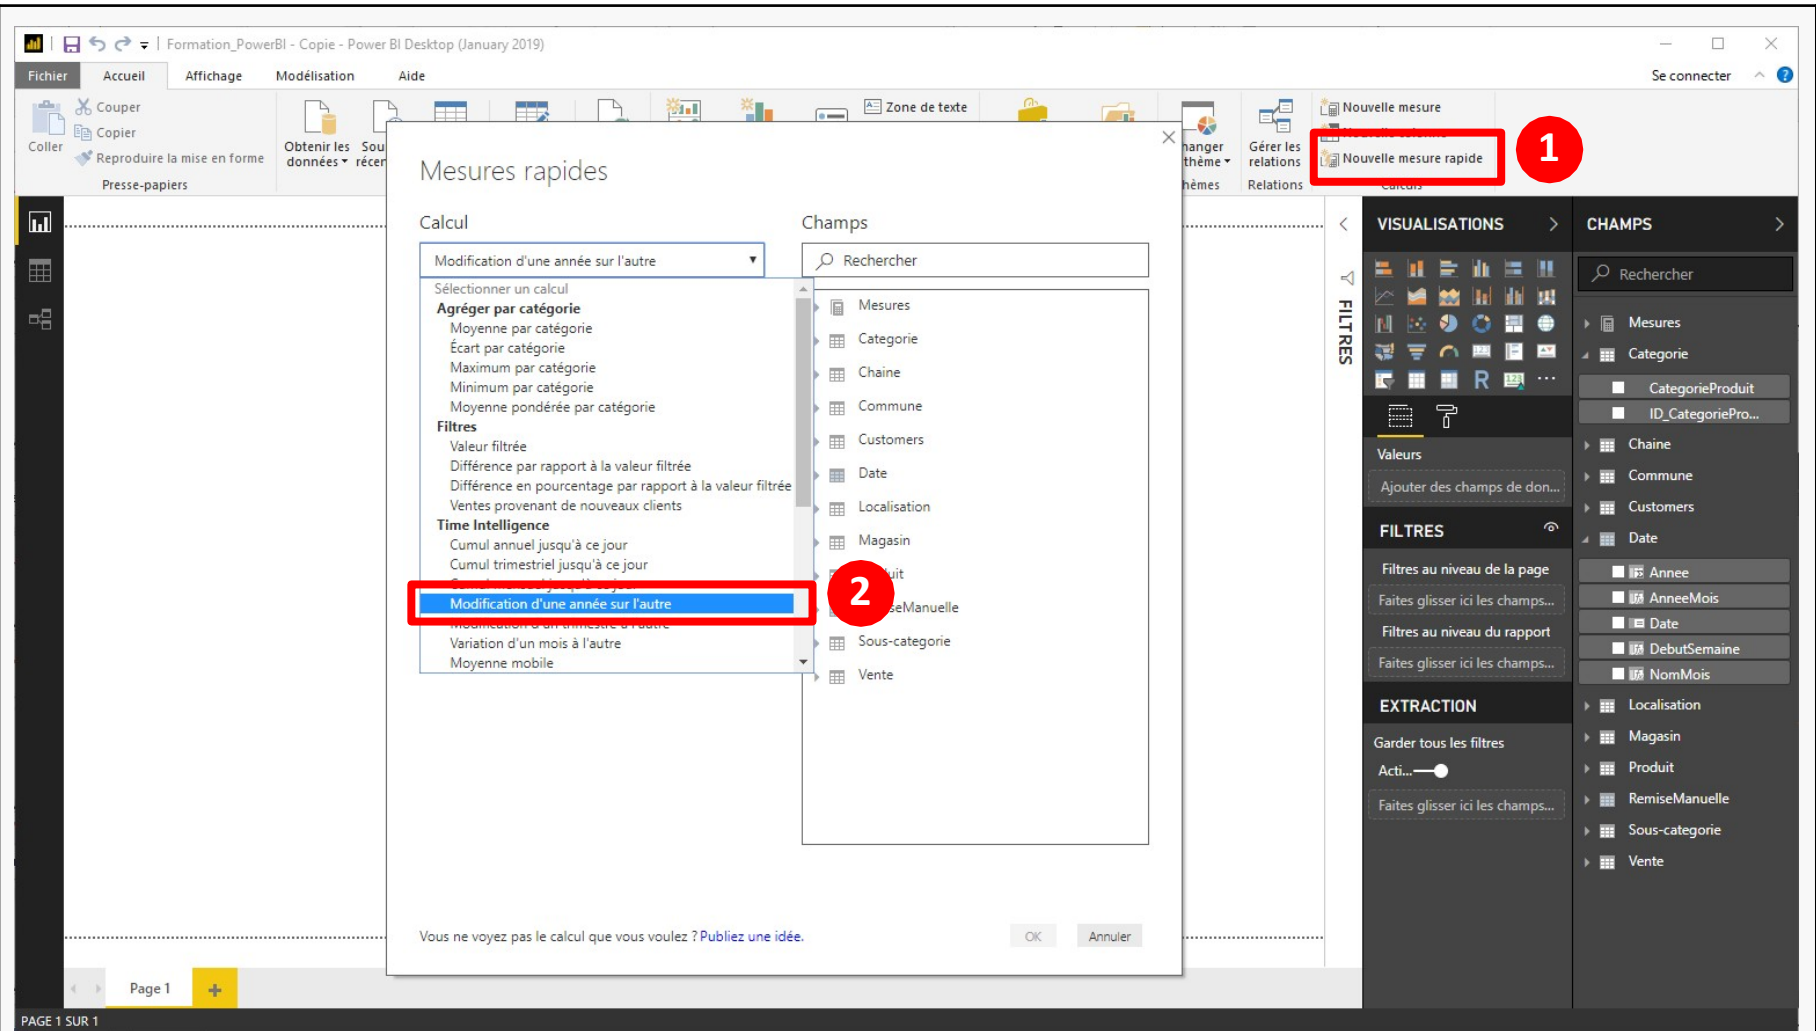 Formation_PowerBI - Copie - Power BI Desktop (January 2019)
Fichier Accueil Affichage Modélisation Aide Se connecter
Couper
Copier
Coller
Reproduire la mise en forme
Presse-papiers
Obtenir les
données
Zone de texte
thème
Gérer les
relations
Relations
Nouvelle mesure
Nouvelle colonne
Nouvelle mesure rapide
Calculs
1
Mesures rapides
Calcul
Modification d'une année sur l'autre
Sélectionner un calcul
Agréger par catégorie
Moyenne par catégorie
Écart par catégorie
Maximum par catégorie
Minimum par catégorie
Moyenne pondérée par catégorie
Filtres
Valeur filtrée
Différence par rapport à la valeur filtrée
Différence en pourcentage par rapport à la valeur filtrée
Ventes provenant de nouveaux clients
Time Intelligence
Cumul annuel jusqu'à ce jour
Cumul trimestriel jusqu'à ce jour
Modification d'une année sur l'autre
Modification d'un trimestre à l'autre
Variation d'un mois à l'autre
Moyenne mobile
2
Champs
Rechercher
Mesures
Categorie
Chaine
Commune
Customers
Date
Localisation
Magasin
uit
seManuelle
Sous-categorie
Vente
Vous ne voyez pas le calcul que vous voulez ? Publiez une idée.
OK Annuler
FILTRES
VISUALISATIONS
R
123
Valeurs
Ajouter des champs de don...
FILTRES
Filtres au niveau de la page
Faites glisser ici les champs...
Filtres au niveau du rapport
Faites glisser ici les champs...
EXTRACTION
Garder tous les filtres
Acti...
Faites glisser ici les champs...
CHAMPS
Rechercher
Mesures
Categorie
CategorieProduit
ID_CategoriePro...
Chaine
Commune
Customers
Date
Annee
AnneeMois
Date
DebutSemaine
NomMois
Localisation
Magasin
Produit
RemiseManuelle
Sous-categorie
Vente
Page 1
PAGE 1 SUR 1